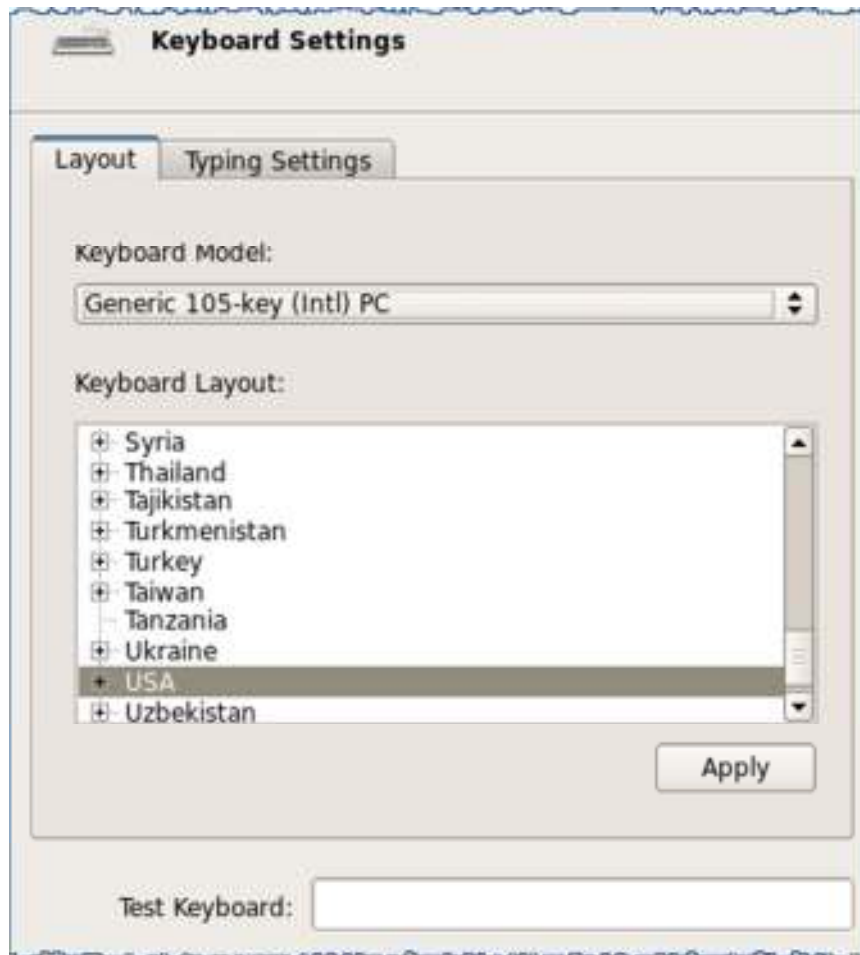 Keyboard Settings
Layout
Typing Settings
Keyboard Model:
Generic 105-key (Intl) PC
Keyboard Layout:
Syria
Thailand
Tajikistan
Turkmenistan
Turkey
Taiwan
Tanzania
Ukraine
USA
Uzbekistan
Apply
Test Keyboard: